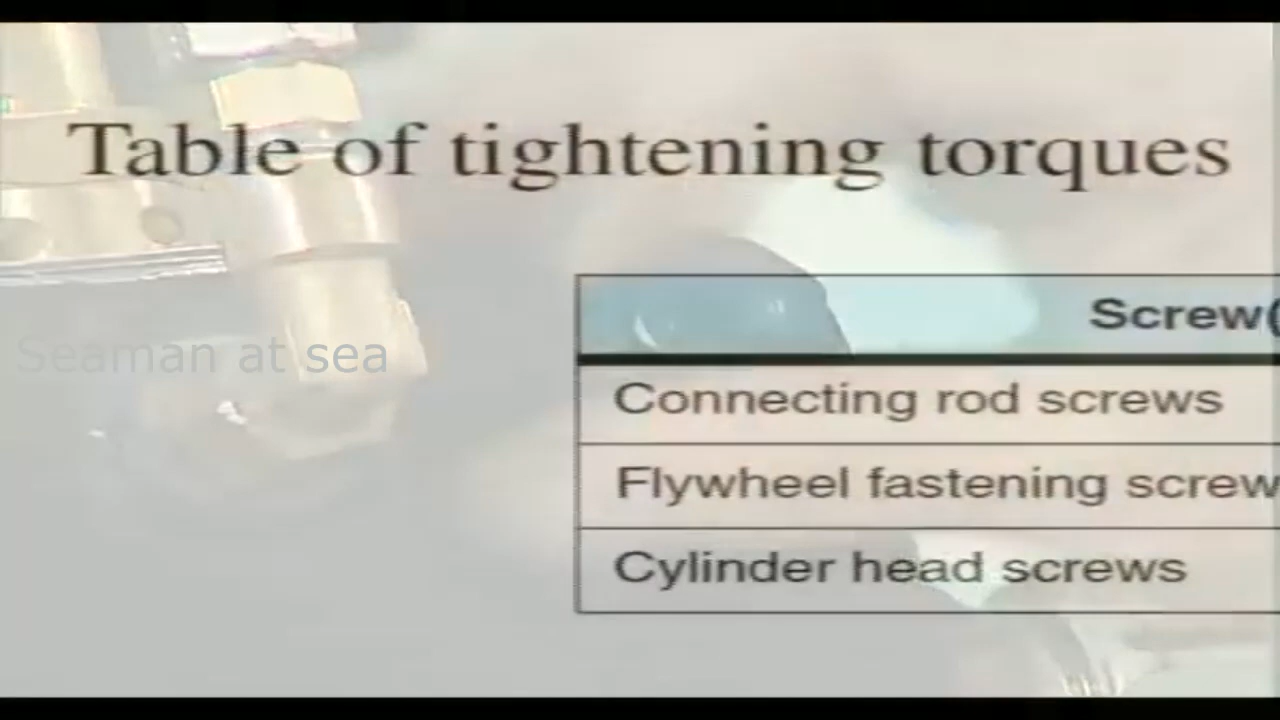 Table of tightening torques
Screw(
Seaman at sea
Connecting rod screws
Flywheel fastening screw
Cylinder head screws